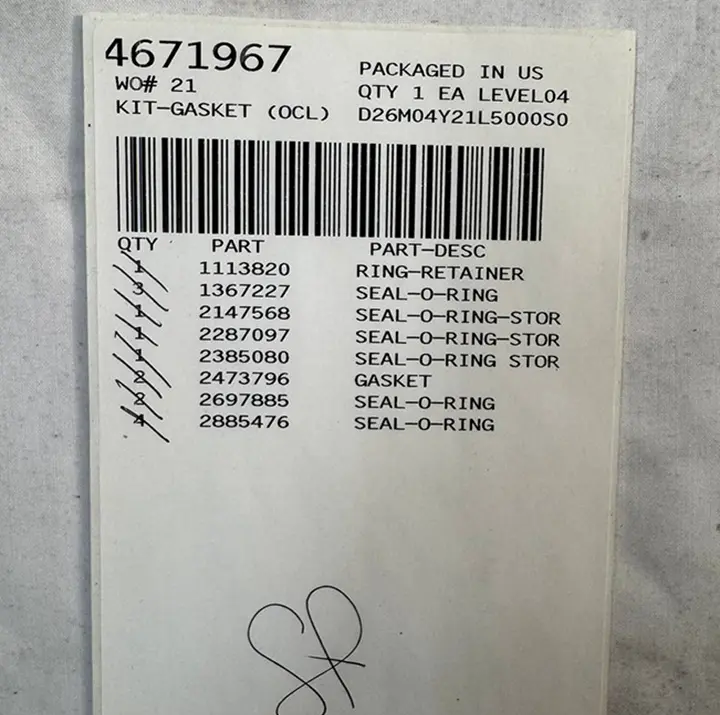 4671967
WO# 21
KIT-GASKET (OCL)
PACKAGED IN US
QTY 1 EA LEVEL04
D26M04Y21L5000S0
QTY PART PART-DESC
1 1113820 RING-RETAINER
3 1367227 SEAL-O-RING
1 2147568 SEAL-O-RING-STOR
1 2287097 SEAL-O-RING-STOR
1 2385080 SEAL-O-RING STOR
2 2473796 GASKET
2 2697885 SEAL-O-RING
4 2885476 SEAL-O-RING